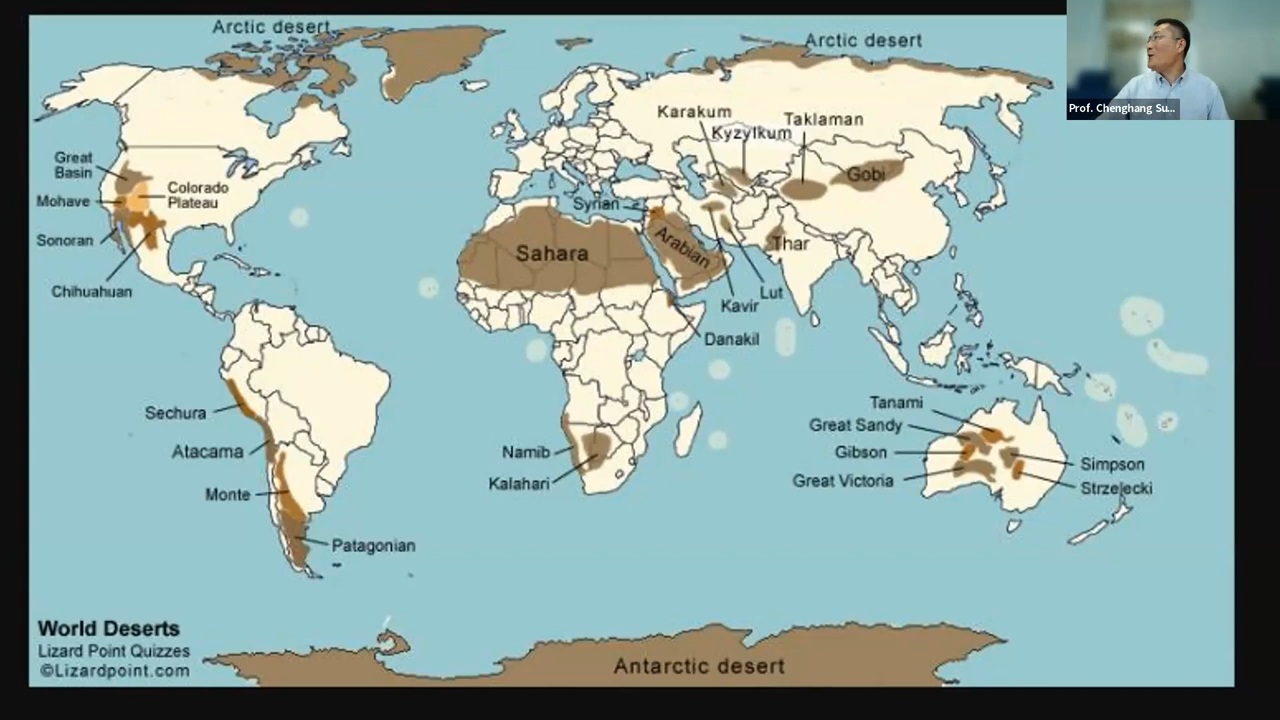 Arctic desert
Arctic desert
Prof. Chenghang Su...
Karakum
Kyzylkum
Taklaman
Gobi
Great
Basin
Mohave
Colorado
Plateau
Sonoran
Chihuahuan
Syrian
Sahara
Arabian
Thar
Lut
Kavir
Danakil
Sechura
Atacama
Monte
Patagonian
Namib
Kalahari
Tanami
Great Sandy
Gibson
Great Victoria
Simpson
Strzelecki
World Deserts
Lizard Point Quizzes
©Lizardpoint.com
Antarctic desert